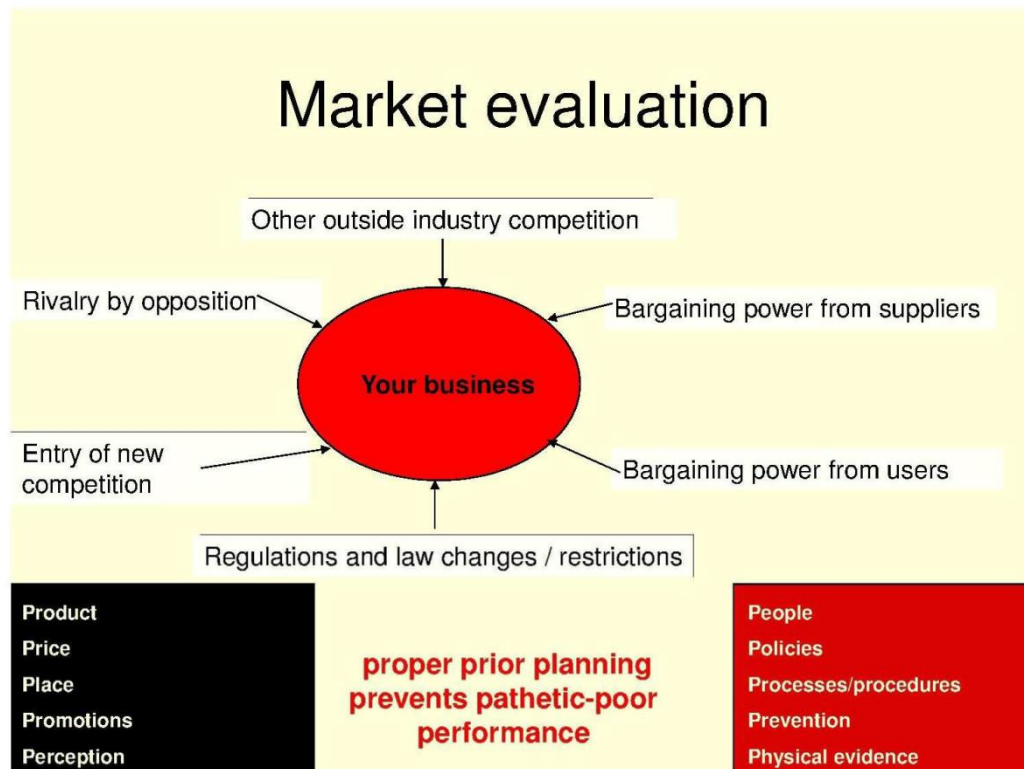 Market evaluation
Other outside industry competition
Rivalry by opposition
Bargaining power from suppliers
Your business
Entry of new
competition
Bargaining power from users
Regulations and law changes / restrictions
Product
Price
Place
Promotions
Perception
proper prior planning
prevents pathetic-poor
performance
People
Policies
Processes/procedures
Prevention
Physical evidence